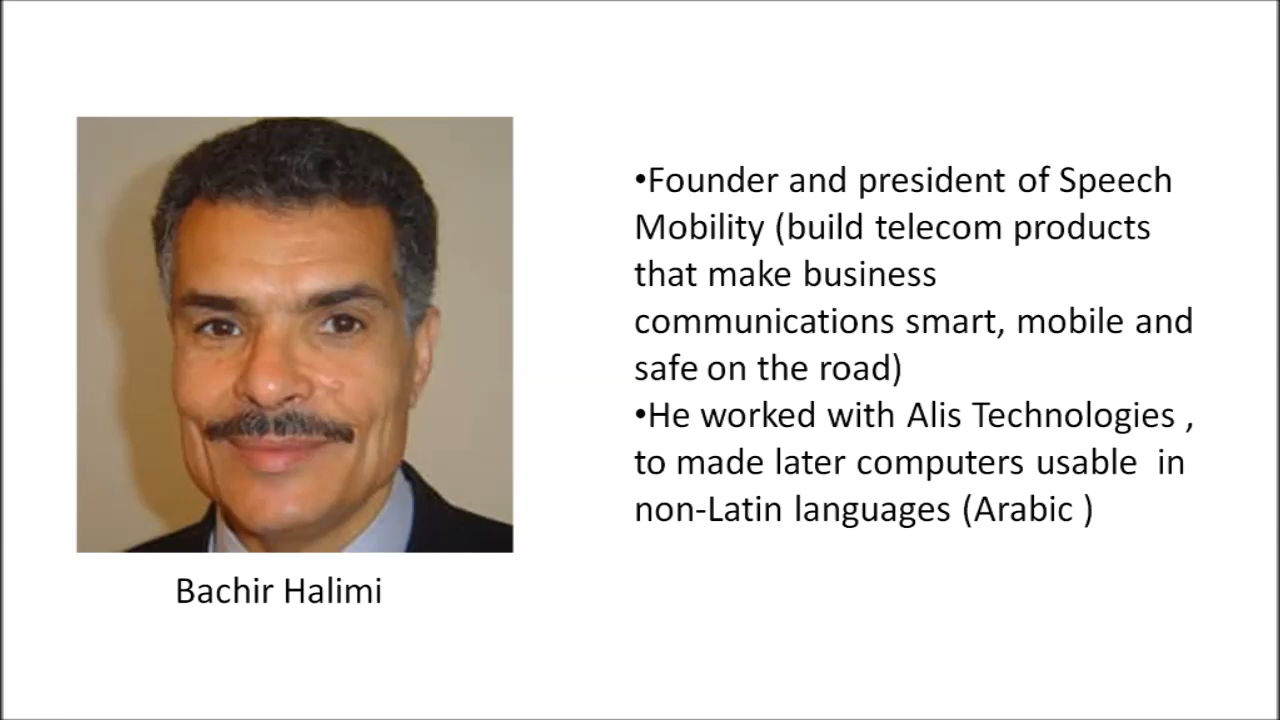 •Founder and president of Speech
Mobility (build telecom products
that make business
communications smart, mobile and
safe on the road)
•He worked with Alis Technologies ,
to made later computers usable  in
non-Latin languages (Arabic )
Bachir Halimi